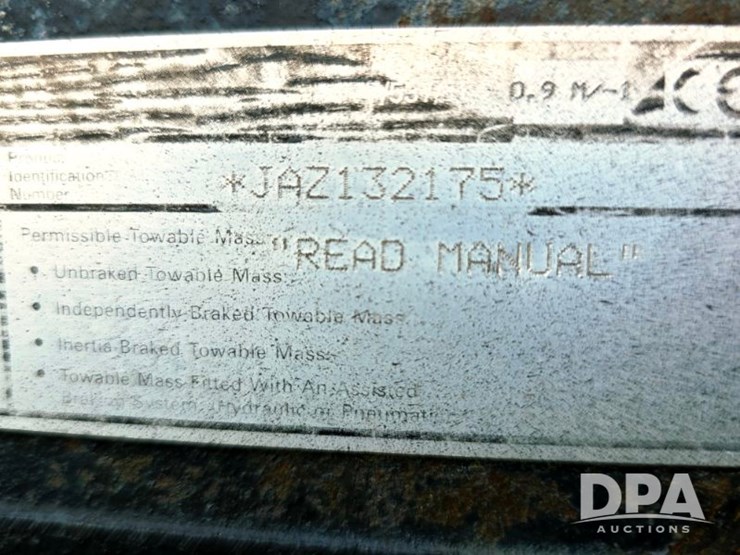 0.9 M/-1
Product
Identification
Number
*JAZ132175*
Permissible Towable Mass
"READ MANUAL"
• Unbraked Towable Mass:
• Independently Braked Towable Mass:
• Inertia Braked Towable Mass:
• Towable Mass Fitted With An Assisted
Braking System, Hydraulic or Pneumatic
DPA
AUCTIONS